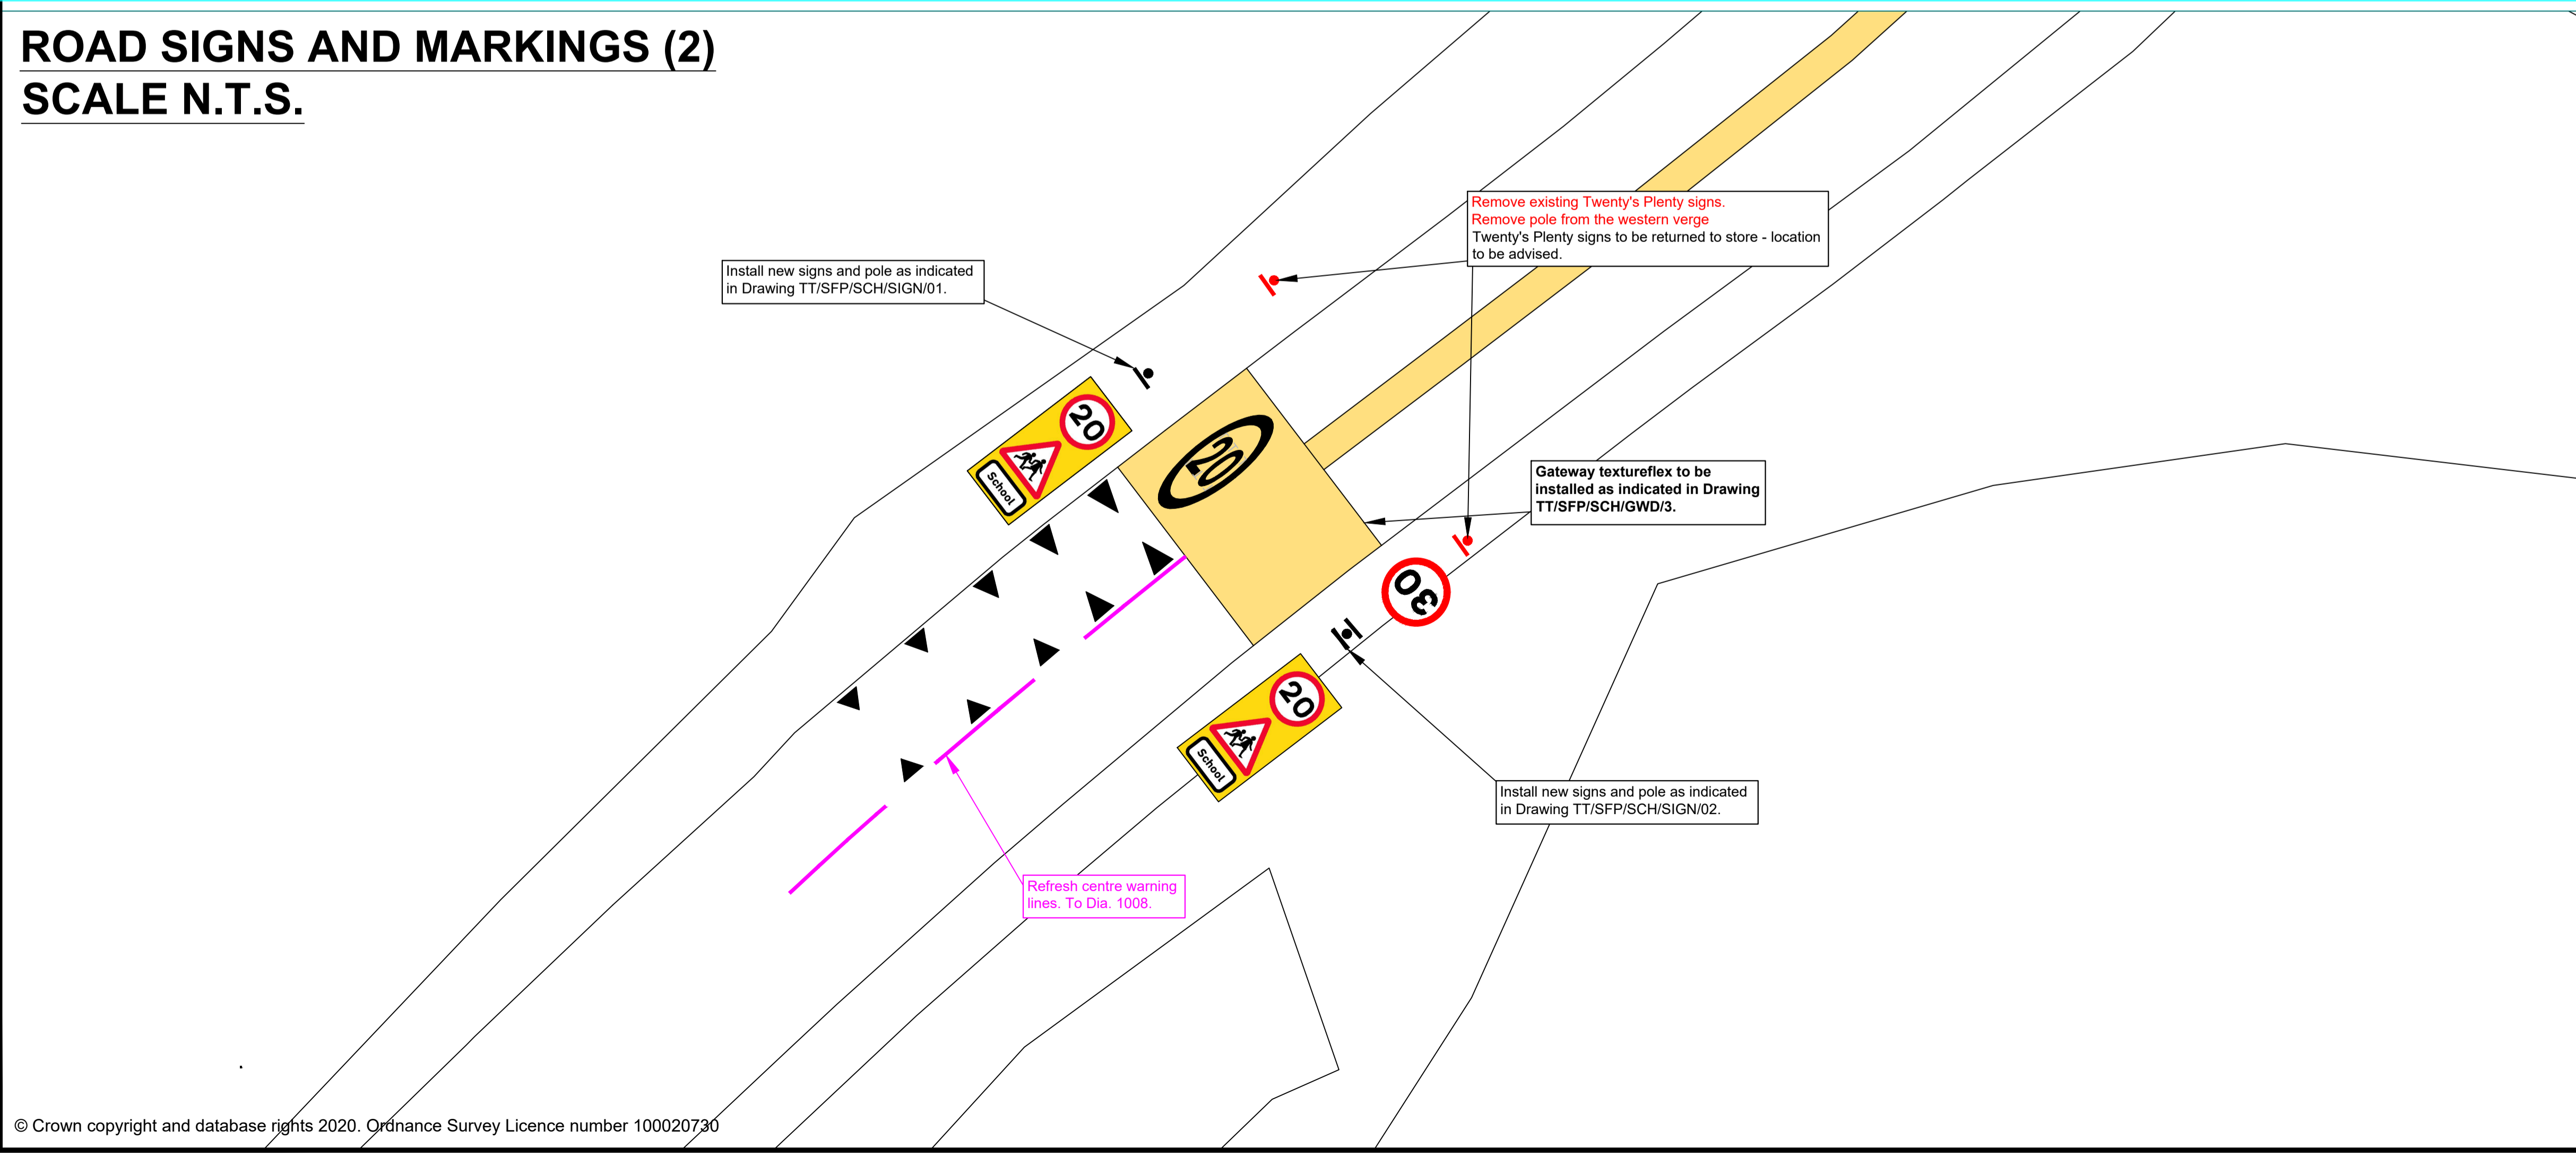 ROAD SIGNS AND MARKINGS (2)
SCALE N.T.S.
Remove existing Twenty's Plenty signs.
Remove pole from the western verge
Twenty's Plenty signs to be returned to store - location
to be advised.
Install new signs and pole as indicated
in Drawing TT/SFP/SCH/SIGN/01.
20
School
20
Gateway textureflex to be
installed as indicated in Drawing
TT/SFP/SCH/GWD/3.
30
20
School
Install new signs and pole as indicated
in Drawing TT/SFP/SCH/SIGN/02.
Refresh centre warning
lines. To Dia. 1008.
© Crown copyright and database rights 2020. Ordnance Survey Licence number 100020730